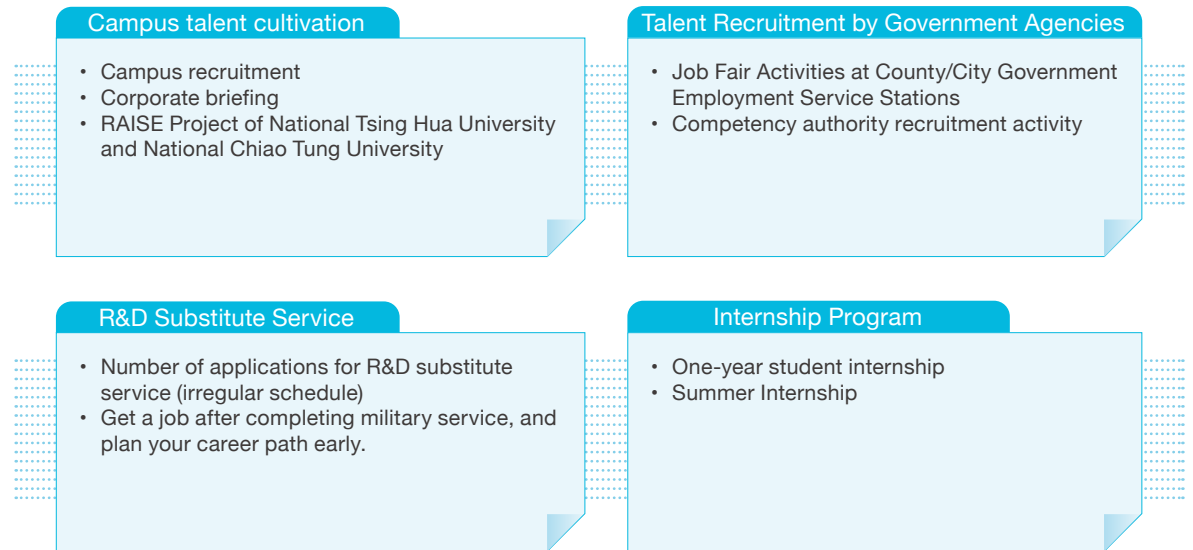 Campus talent cultivation
• Campus recruitment
• Corporate briefing
• RAISE Project of National Tsing Hua University
and National Chiao Tung University
Talent Recruitment by Government Agencies
• Job Fair Activities at County/City Government
Employment Service Stations
• Competency authority recruitment activity
R&D Substitute Service
• Number of applications for R&D substitute
service (irregular schedule)
• Get a job after completing military service, and
plan your career path early.
Internship Program
• One-year student internship
• Summer Internship